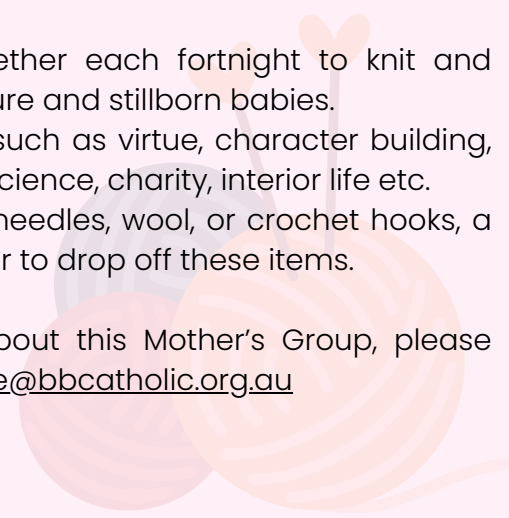 ether each fortnight to knit and
ure and stillborn babies.
such as virtue, character building,
cience, charity, interior life etc.
needles, wool, or crochet hooks, a
r to drop off these items.
bout this Mother's Group, please
e@bbcatholic.org.au